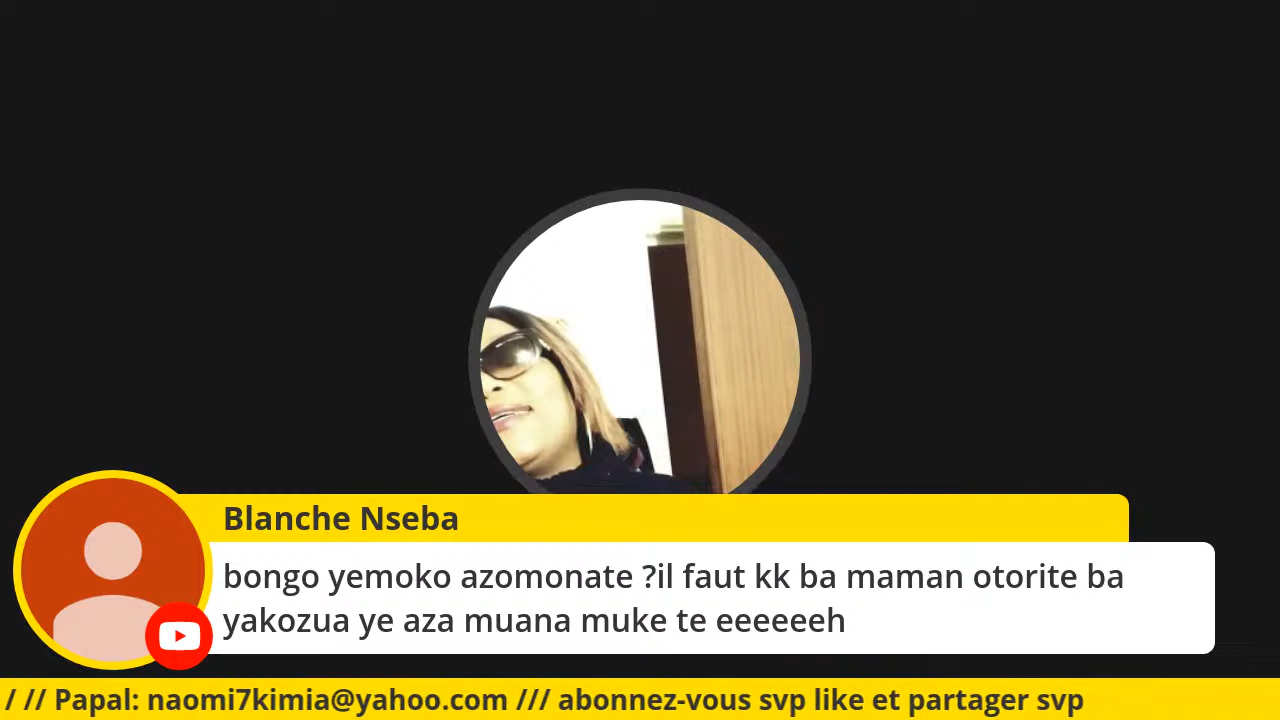 Blanche Nseba
bongo yemoko azomonate ?il faut kk ba maman otorite ba
yakozua ye aza muana muke te eeeeeeh
/ // Papal: naomi7kimia@yahoo.com /// abonnez-vous svp like et partager svp